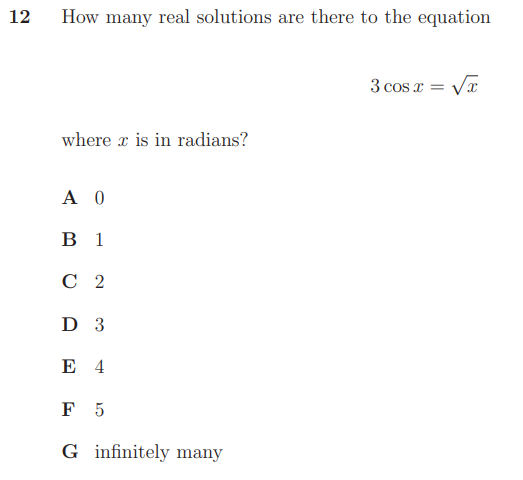 12 How many real solutions are there to the equation
3 cos x = √x
where x is in radians?
A 0
B 1
C 2
D 3
E 4
F 5
G infinitely many